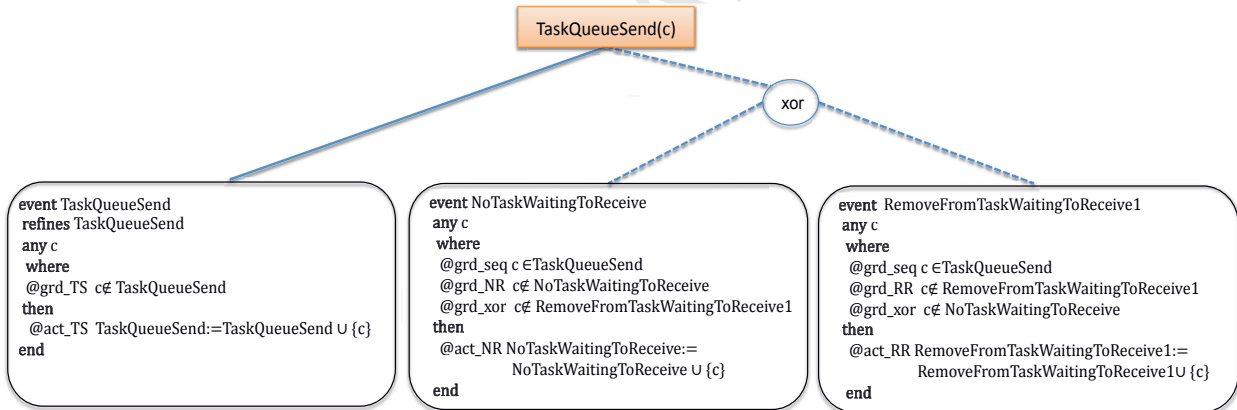 TaskQueueSend(c)
xor
event TaskQueueSend
refines TaskQueueSend
any c
where
@grd_TS c∉ TaskQueueSend
then
@act_TS TaskQueueSend:=TaskQueueSend ∪ {c}
end
event NoTaskWaitingToReceive
any c
where
@grd_seq c ∈TaskQueueSend
@grd_NR c∉ NoTaskWaitingToReceive
@grd_xor c∉ RemoveFromTaskWaitingToReceive1
then
@act_NR NoTaskWaitingToReceive:=
NoTaskWaitingToReceive ∪ {c}
end
event RemoveFromTaskWaitingToReceive1
any c
where
@grd_seq c ∈TaskQueueSend
@grd_RR c∉ RemoveFromTaskWaitingToReceive1
@grd_xor c∉ NoTaskWaitingToReceive
then
@act_RR RemoveFromTaskWaitingToReceive1:=
RemoveFromTaskWaitingToReceive1∪ {c}
end